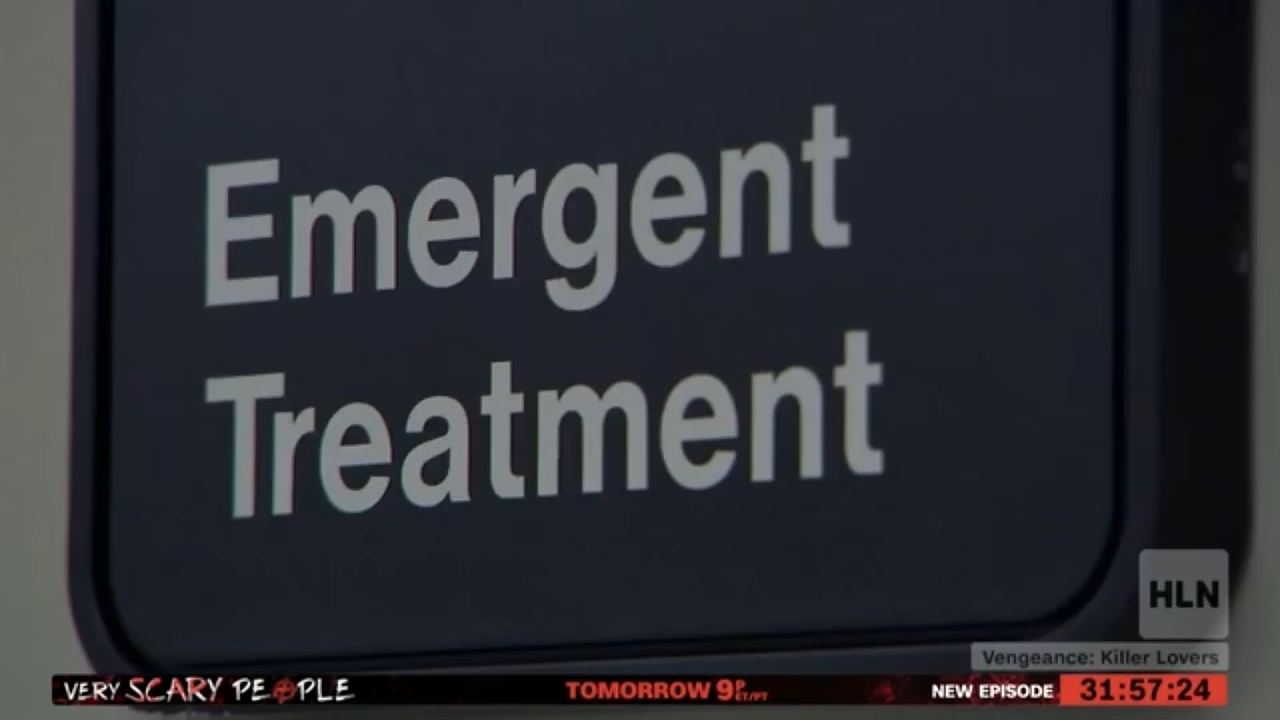 Emergent
Treatment
HLN
Vengeance: Killer Lovers
VERY SCARY PEOPLE TOMORROW 9P ET/PT NEW EPISODE 31:57:24